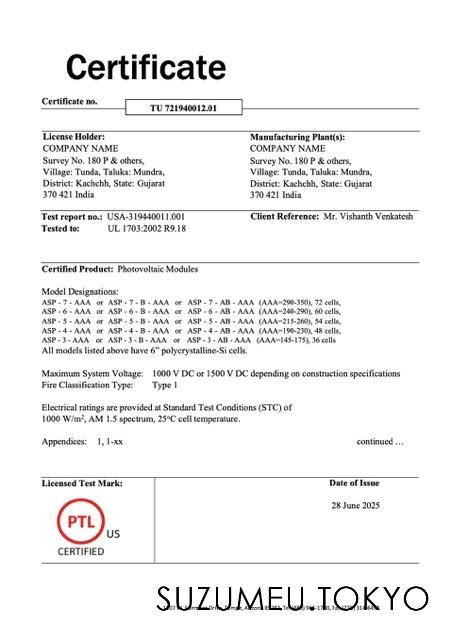 Certificate
Certificate no.
TU 721940012.01
License Holder:
COMPANY NAME
Survey No. 180 P & others,
Village: Tunda, Taluka: Mundra,
District: Kachchh, State: Gujarat
370 421 India
Manufacturing Plant(s):
COMPANY NAME
Survey No. 180 P & others,
Village: Tunda, Taluka: Mundra,
District: Kachchh, State: Gujarat
370 421 India
Test report no.: USA-319440011.001
Client Reference: Mr. Vishanth Venkatesh
Tested to: UL 1703:2002 R9.18
Certified Product: Photovoltaic Modules
Model Designations:
ASP - 7 - AAA or ASP - 7 - B - AAA or ASP - 7 - AB - AAA (AAA=290-350), 72 cells,
ASP - 6 - AAA or ASP - 6 - B - AAA or ASP - 6 - AB - AAA (AAA=240-290), 60 cells,
ASP - 5 - AAA or ASP - 5 - B - AAA or ASP - 5 - AB - AAA (AAA=215-260), 54 cells,
ASP - 4 - AAA or ASP - 4 - B - AAA or ASP - 4 - AB - AAA (AAA=190-230), 48 cells,
ASP - 3 - AAA or ASP - 3 - B - AAA or ASP - 3 - AB - AAA (AAA=145-175), 36 cells
All models listed above have 6” polycrystalline-Si cells.
Maximum System Voltage: 1000 V DC or 1500 V DC depending on construction specifications
Fire Classification Type: Type 1
Electrical ratings are provided at Standard Test Conditions (STC) of
1000 W/m², AM 1.5 spectrum, 25°C cell temperature.
Appendices: 1, 1-xx
continued …
Licensed Test Mark:
Date of Issue
28 June 2025
PTL
US
CERTIFIED
SUZUMEU.TOKYO